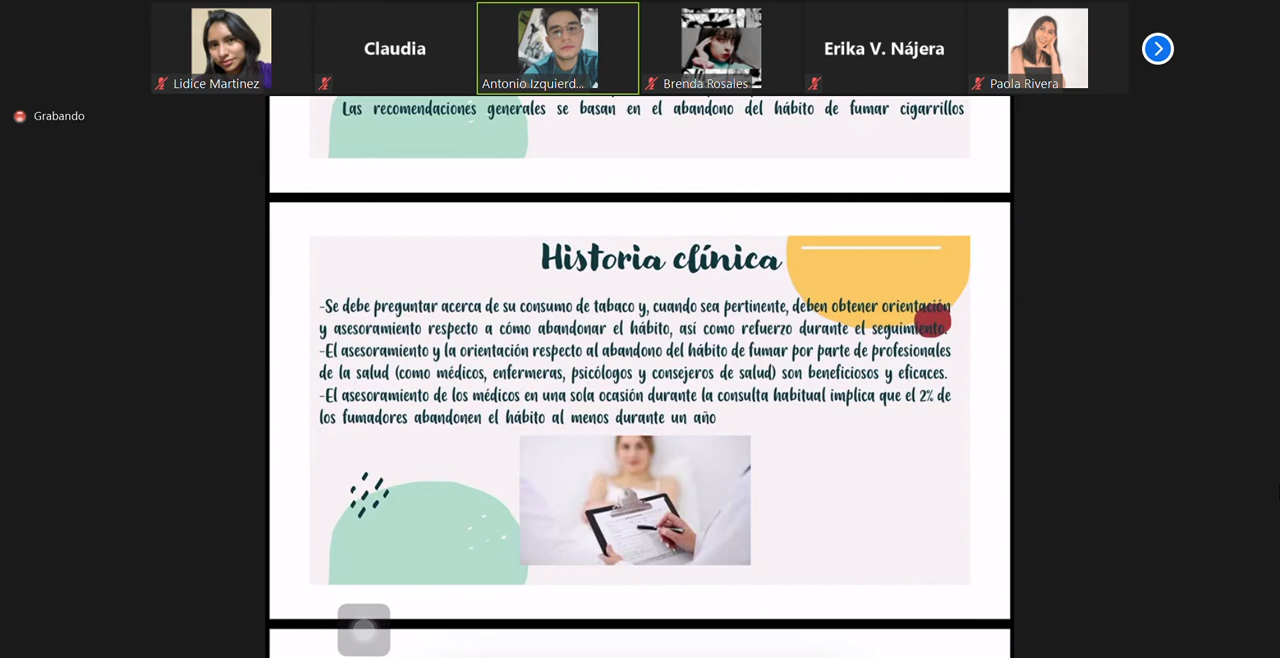 Claudia
Erika V. Nájera
Lidice Martinez
Antonio Izquierd...
Brenda Rosales
Paola Rivera
Grabando
Las recomendaciones generales se basan en el abandono del hábito de fumar cigarrillos
Historia clínica
-Se debe preguntar acerca de su consumo de tabaco y, cuando sea pertinente, deben obtener orientación
y asesoramiento respecto a cómo abandonar el hábito, así como refuerzo durante el seguimiento.
-El asesoramiento y la orientación respecto al abandono del hábito de fumar por parte de profesionales
de la salud (como médicos, enfermeras, psicólogos y consejeros de salud) son beneficiosos y eficaces.
-El asesoramiento de los médicos en una sola ocasión durante la consulta habitual implica que el 2% de
los fumadores abandonen el hábito al menos durante un año